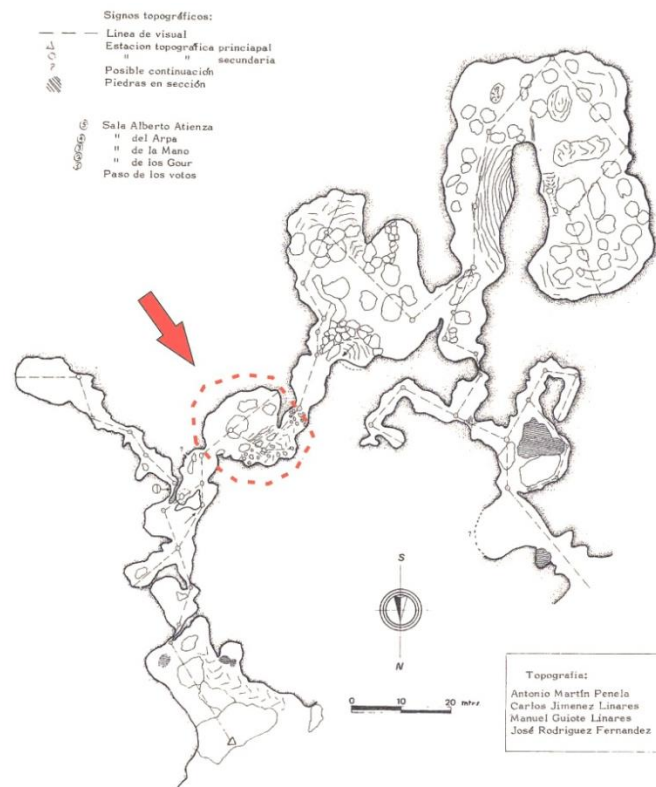 Signos topográficos:
Linea de visual
Estacion topográfica princiapal
" " secundaria
? Posible continuación
Piedras en sección
Sala Alberto Atienza
" del Arpa
" de la Mano
" de los Gour
Paso de los votos
S
N
0 10 20 mtrs
Topografia:
Antonio Martín Penela
Carlos Jimenez Linares
Manuel Guiote Linares
José Rodriguez Fernandez